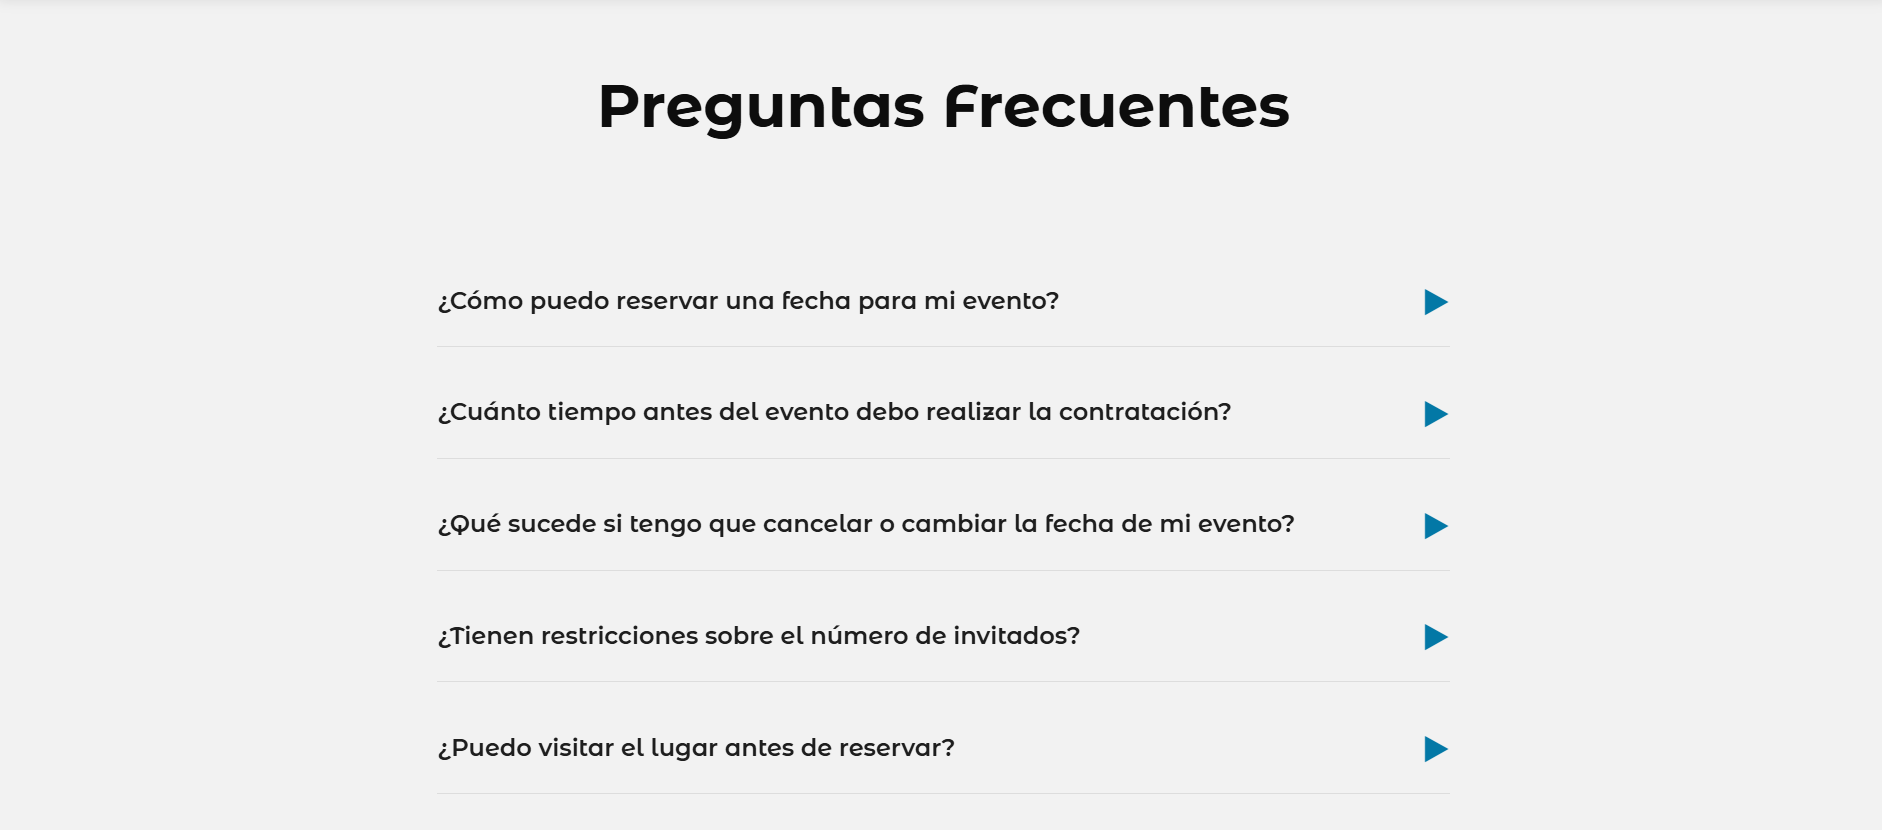 Preguntas Frecuentes
¿Cómo puedo reservar una fecha para mi evento?
¿Cuánto tiempo antes del evento debo realizar la contratación?
¿Qué sucede si tengo que cancelar o cambiar la fecha de mi evento?
¿Tienen restricciones sobre el número de invitados?
¿Puedo visitar el lugar antes de reservar?